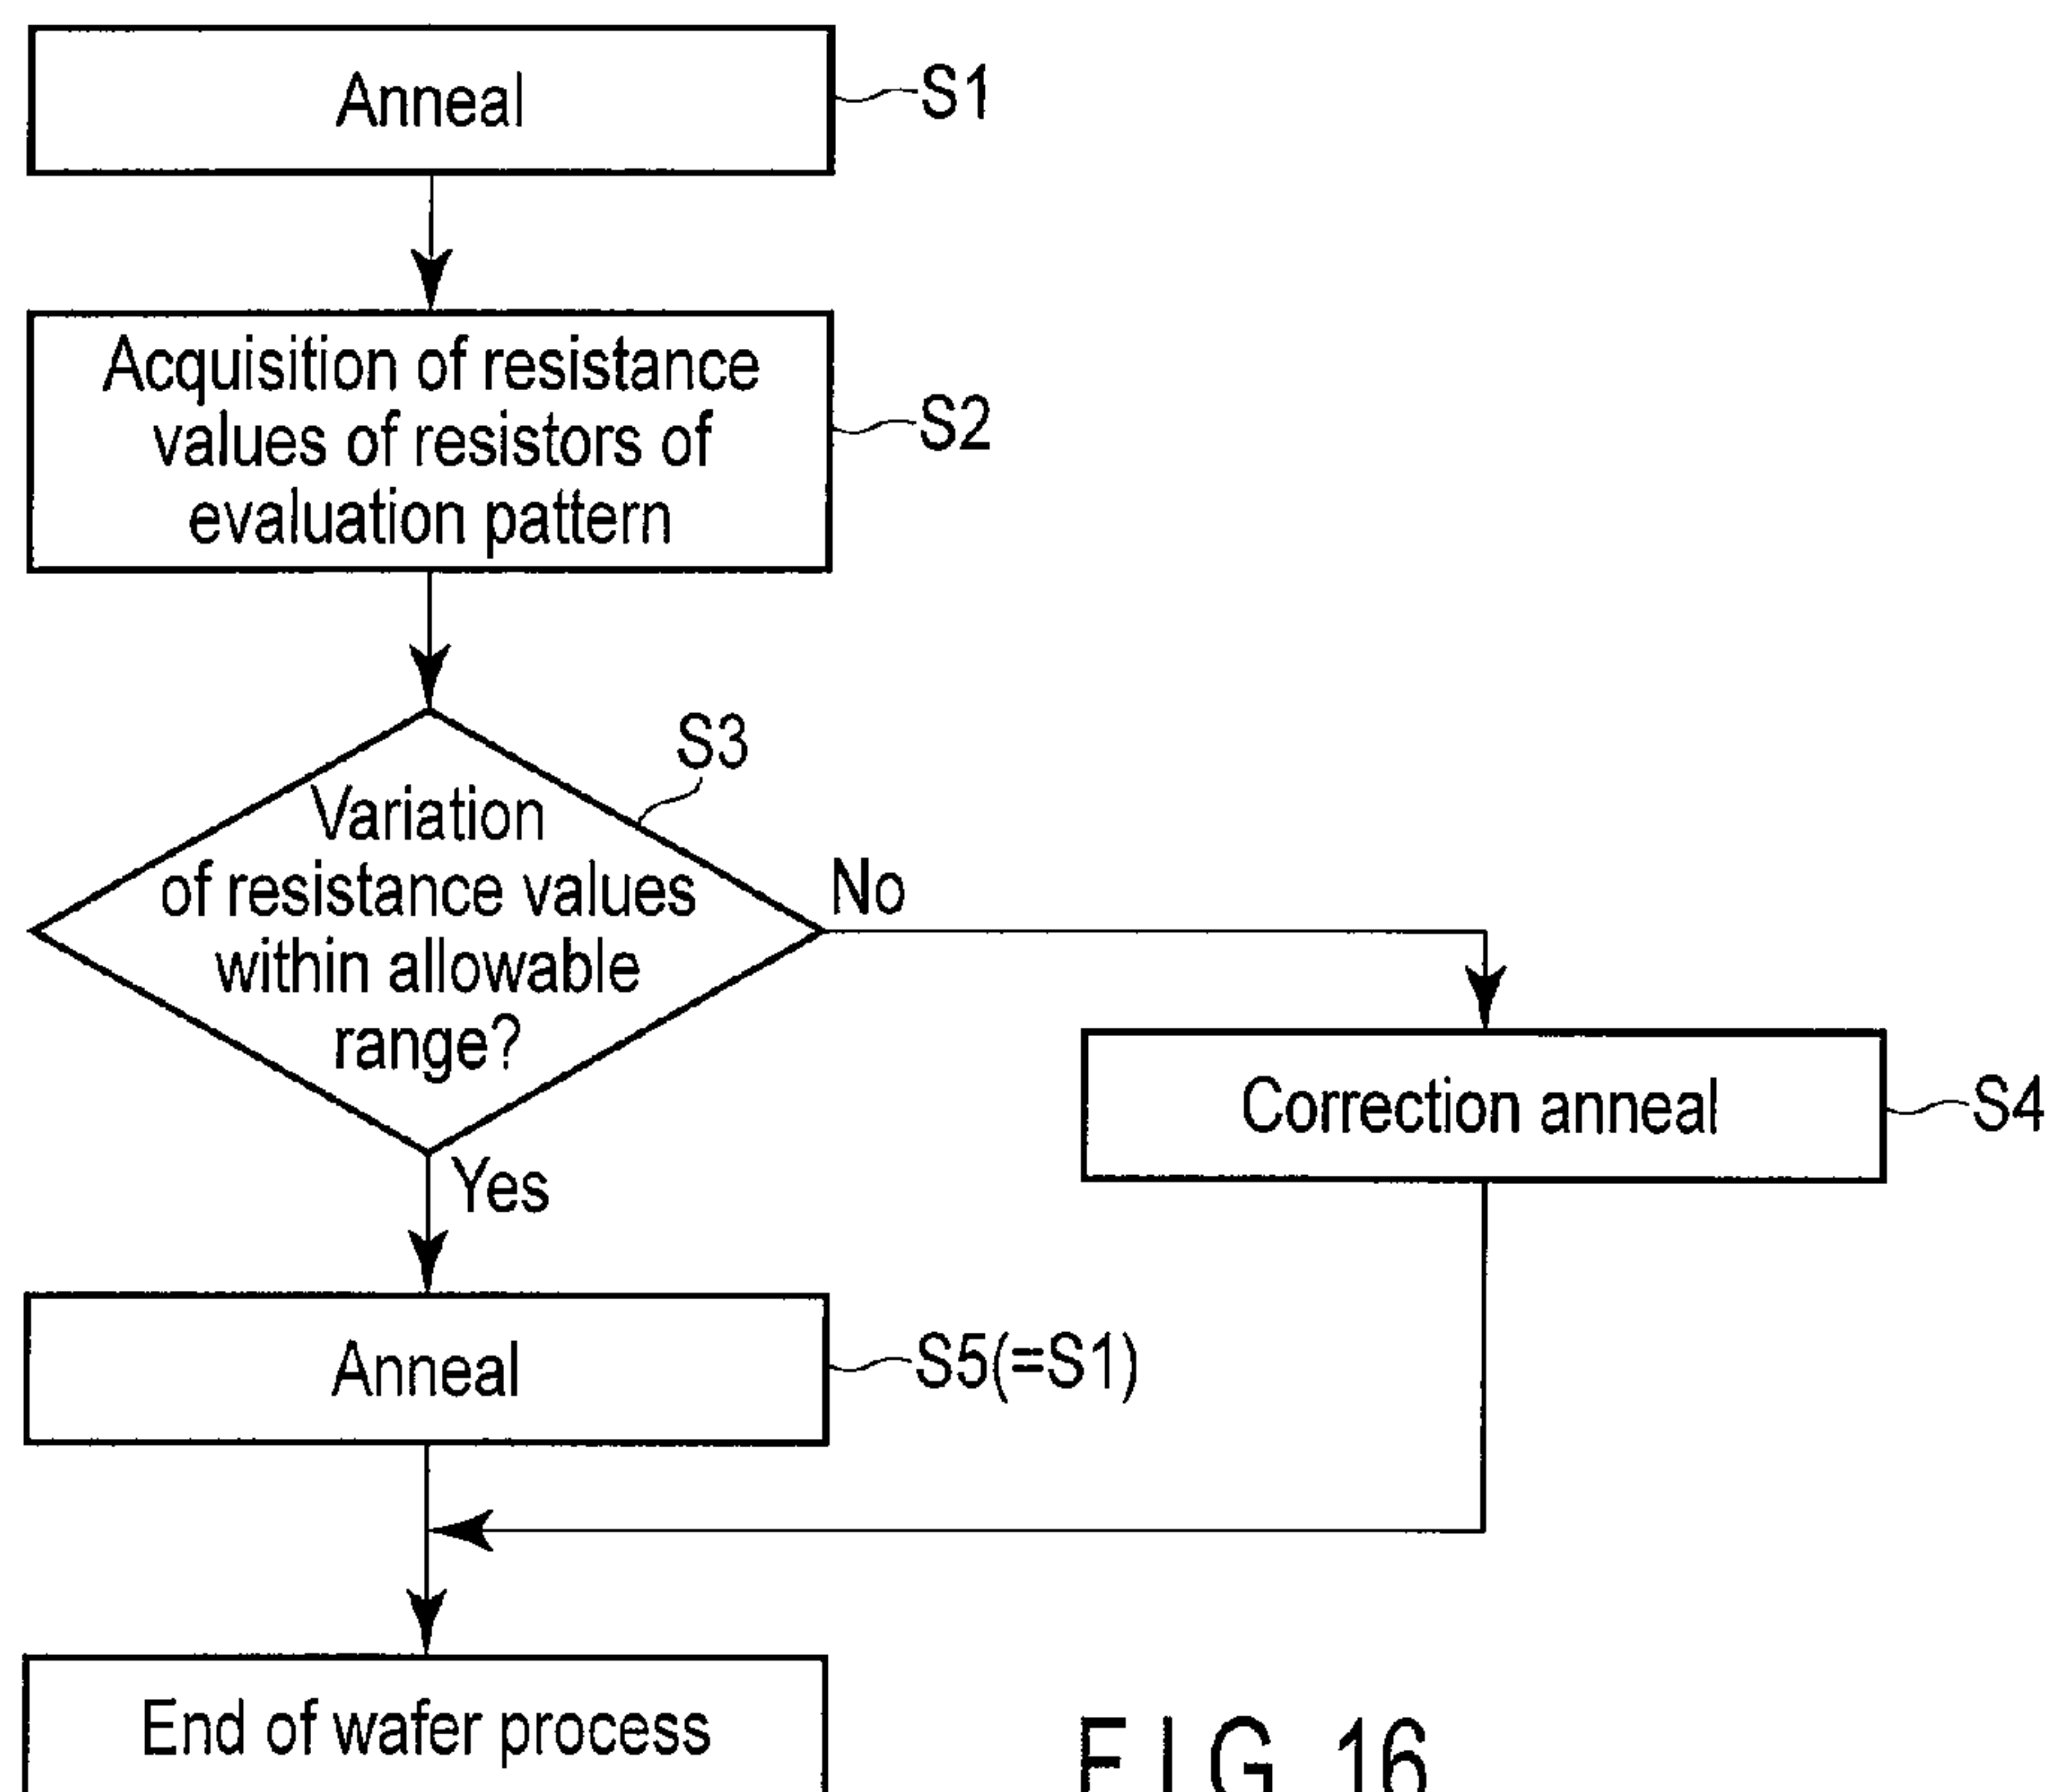 Anneal
S1
Acquisition of resistance
values of resistors of
evaluation pattern
S2
S3
Variation
of resistance values
within allowable
range?
No
Yes
Correction anneal
S4
Anneal
S5(=S1)
End of wafer process
FIG. 16